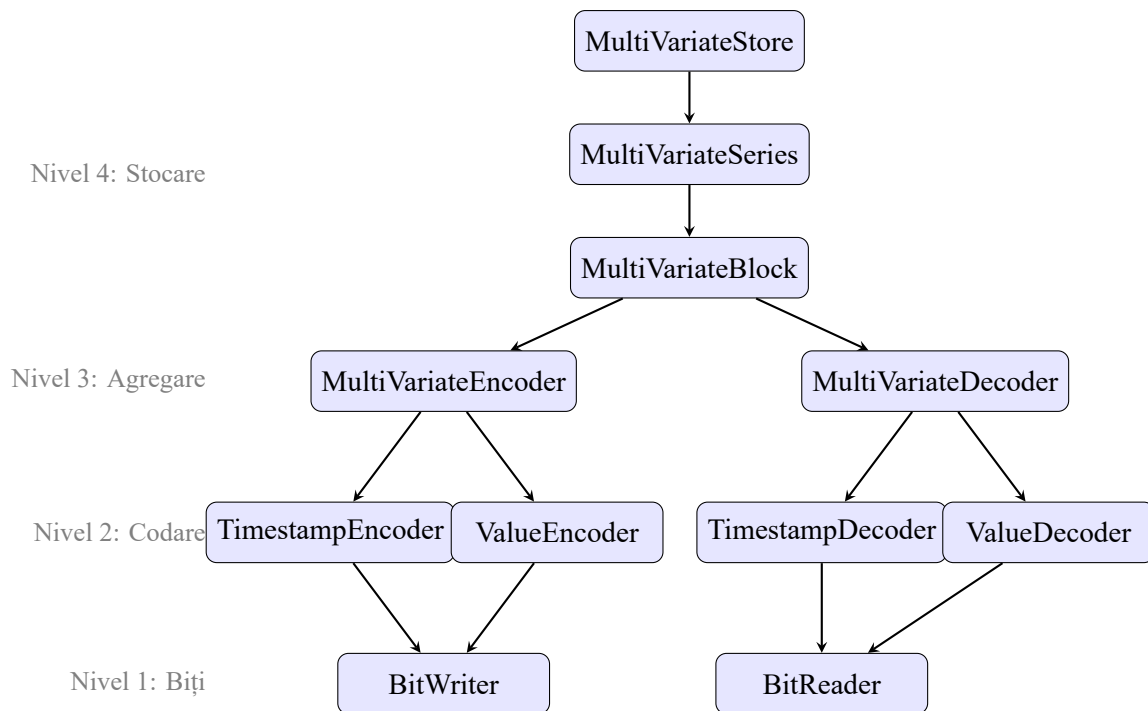 MultiVariateStore
Nivel 4: Stocare
MultiVariateSeries
MultiVariateBlock
Nivel 3: Agregare
MultiVariateEncoder
MultiVariateDecoder
Nivel 2: Codare
TimestampEncoder
ValueEncoder
TimestampDecoder
ValueDecoder
Nivel 1: Biți
BitWriter
BitReader